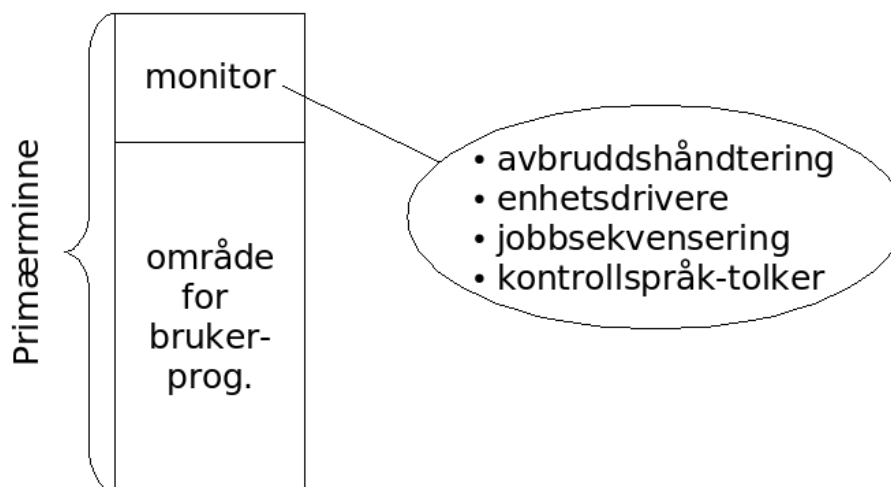 Primærminne
monitor
område
for
bruker-
prog.
• avbruddshåndtering
• enhetsdrivere
• jobbsekvensering
• kontrollspråk-tolker